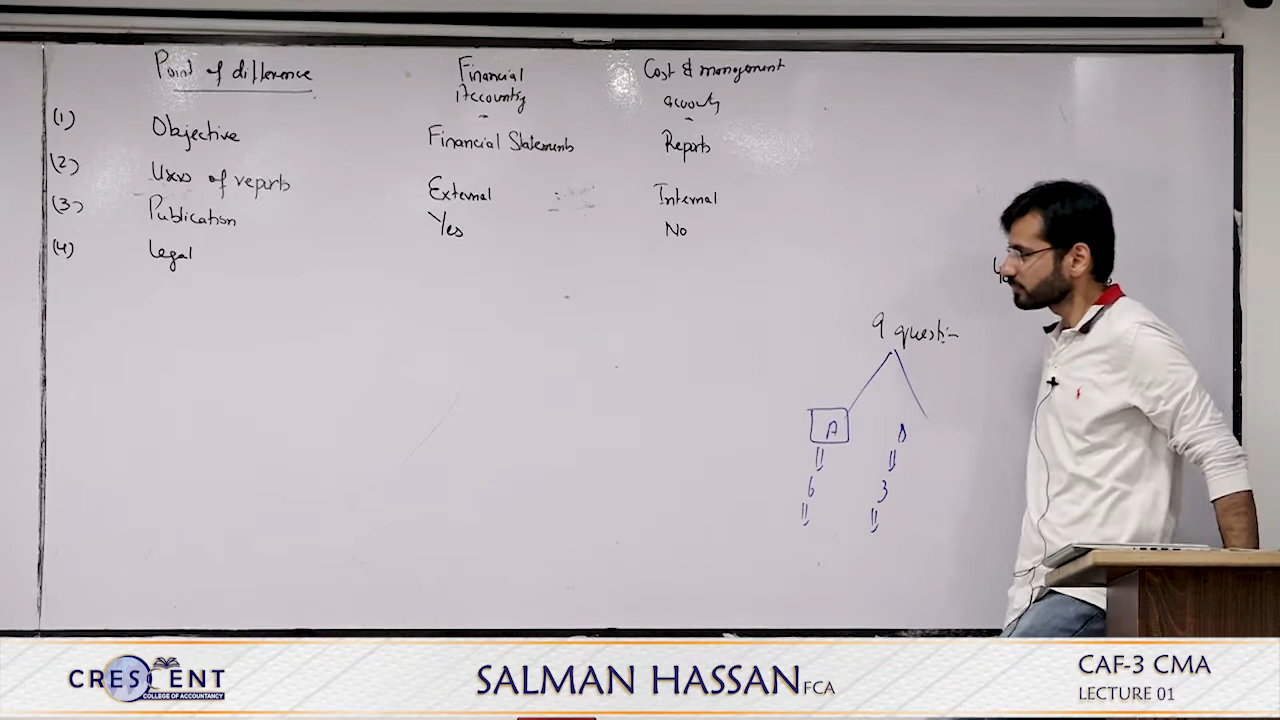 Point of difference Financial Accounting Cost & management
(1) Objective Financial Statements Reports
(2) Users of reports External Internal
(3) Publication Yes No
(4) Legal
9
A
6 3
CRESCENT
COLLEGE OF ACCOUNTANCY
SALMAN HASSAN FCA
CAF-3 CMA
LECTURE 01